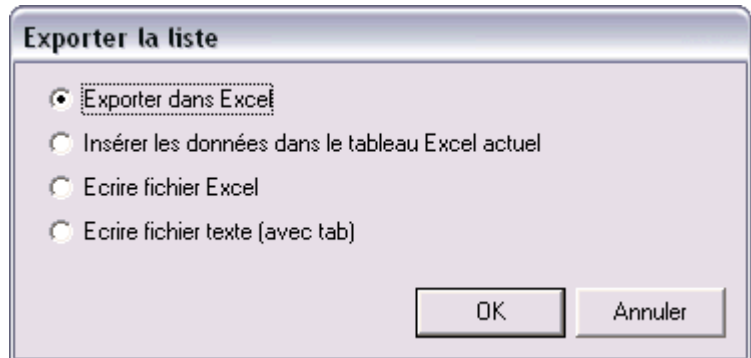 Exporter la liste
Exporter dans Excel
Insérer les données dans le tableau Excel actuel
Ecrire fichier Excel
Ecrire fichier texte (avec tab)
OK Annuler